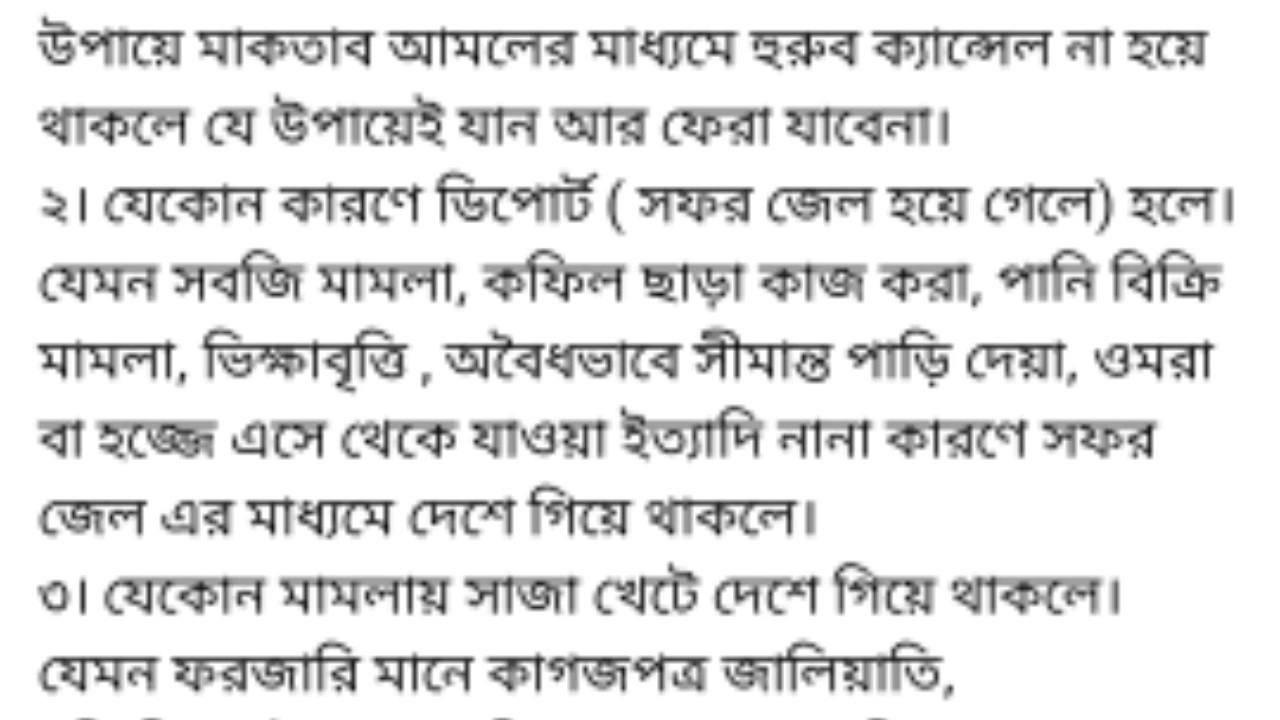 উপায়ে মাকতাব আমলের মাধ্যমে হুরুব ক্যান্সেল না হয়ে
থাকলে যে উপায়েই যান আর ফেরা যাবেনা।
২। যেকোন কারণে ডিপোর্ট ( সফর জেল হয়ে গেলে) হলে।
যেমন সবজি মামলা, কফিল ছাড়া কাজ করা, পানি বিক্রি
মামলা, ভিক্ষাবৃত্তি , অবৈধভাবে সীমান্ত পাড়ি দেয়া, ওমরা
বা হজ্জে এসে থেকে যাওয়া ইত্যাদি নানা কারণে সফর
জেল এর মাধ্যমে দেশে গিয়ে থাকলে।
৩। যেকোন মামলায় সাজা খেটে দেশে গিয়ে থাকলে।
যেমন ফরজারি মানে কাগজপত্র জালিয়াতি,